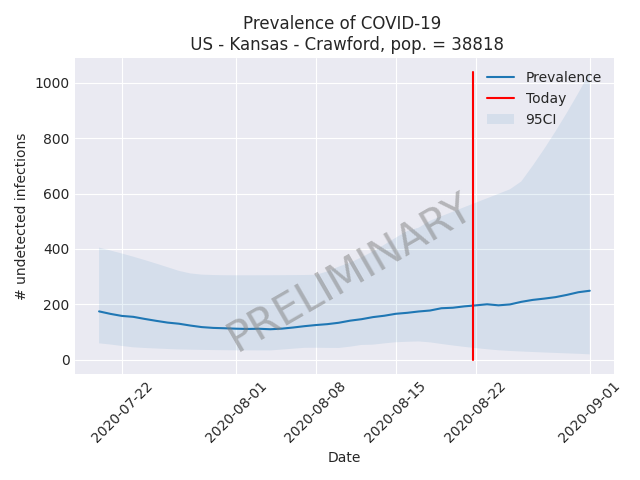 Prevalence of COVID-19
US - Kansas - Crawford, pop. = 38818
Prevalence
Today
95CI
# undetected infections
1000
800
600
400
200
0
PRELIMINARY
2020-07-22
2020-08-01
2020-08-08
2020-08-15
2020-08-22
2020-09-01
Date